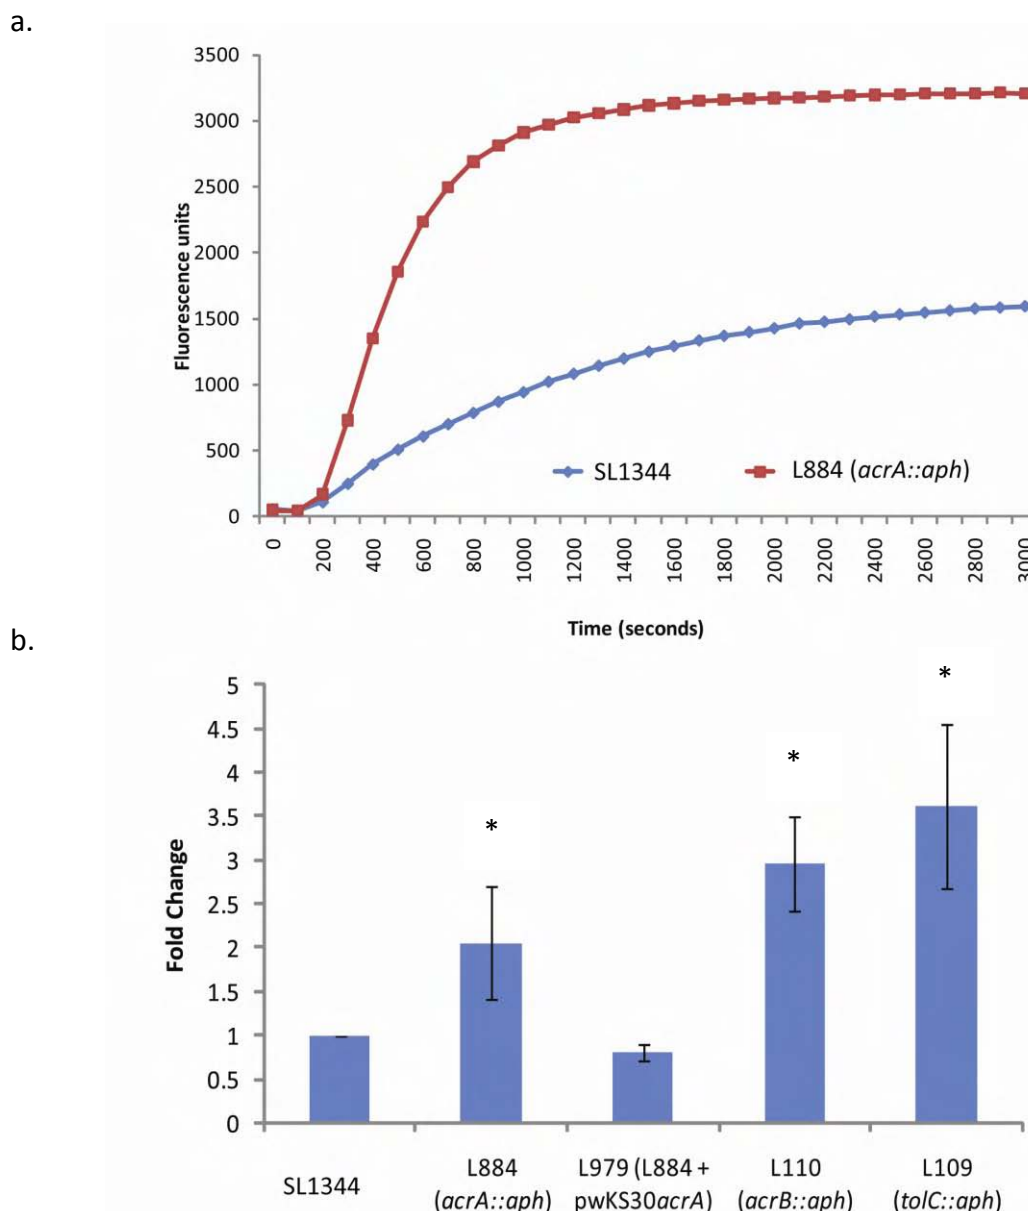 a.
3500
3000
2500
2000
1500
1000
500
0
Fluorescence units
SL1344
L884 (acrA::aph)
0
200
400
600
800
1000
1200
1400
1600
1800
2000
2200
2400
2600
2800
3000
Time (seconds)
b.
5
4.5
4
3.5
3
2.5
2
1.5
1
0.5
0
Fold Change
*
*
*
SL1344
L884
(acrA::aph)
L979 (L884 +
pwKS30acrA)
L110
(acrB::aph)
L109
(tolC::aph)